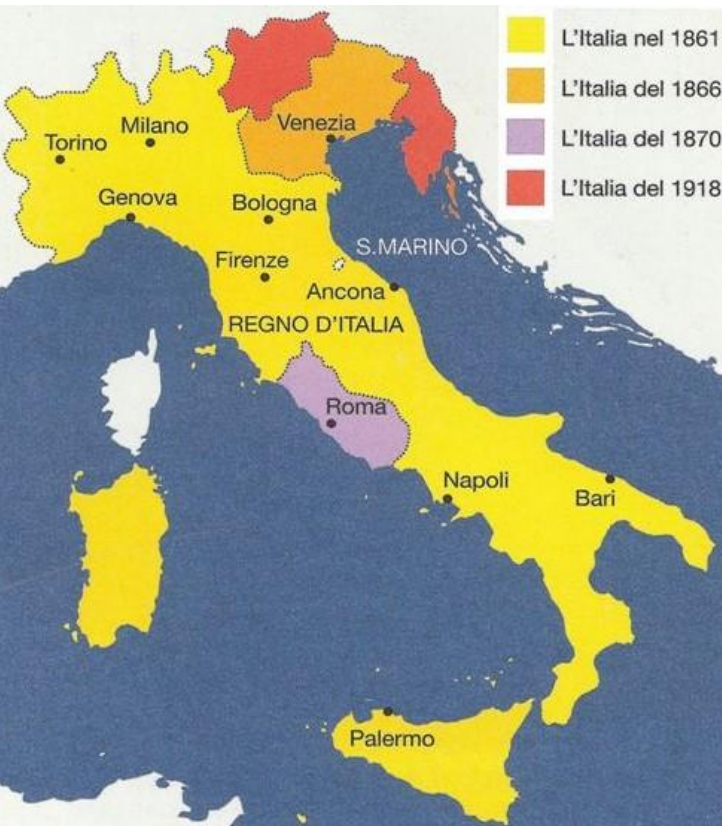 L'Italia nel 1861
L'Italia del 1866
L'Italia del 1870
L'Italia del 1918
Torino
Milano
Venezia
Genova
Bologna
S.MARINO
Firenze
Ancona
REGNO D'ITALIA
Roma
Napoli
Bari
Palermo